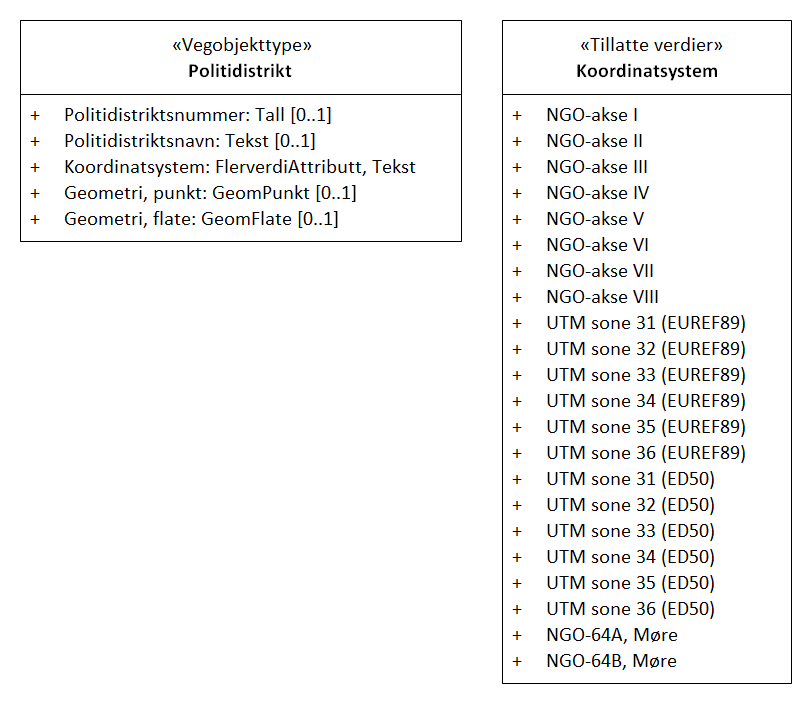 «Vegobjekttype»
Politidistrikt
+ Politidistriktsnummer: Tall [0..1]
+ Politidistriktsnavn: Tekst [0..1]
+ Koordinatsystem: FlerverdiAttributt, Tekst
+ Geometri, punkt: GeomPunkt [0..1]
+ Geometri, flate: GeomFlate [0..1]
«Tillatte verdier»
Koordinatsystem
+ NGO-akse I
+ NGO-akse II
+ NGO-akse III
+ NGO-akse IV
+ NGO-akse V
+ NGO-akse VI
+ NGO-akse VII
+ NGO-akse VIII
+ UTM sone 31 (EUREF89)
+ UTM sone 32 (EUREF89)
+ UTM sone 33 (EUREF89)
+ UTM sone 34 (EUREF89)
+ UTM sone 35 (EUREF89)
+ UTM sone 36 (EUREF89)
+ UTM sone 31 (ED50)
+ UTM sone 32 (ED50)
+ UTM sone 33 (ED50)
+ UTM sone 34 (ED50)
+ UTM sone 35 (ED50)
+ UTM sone 36 (ED50)
+ NGO-64A, Møre
+ NGO-64B, Møre